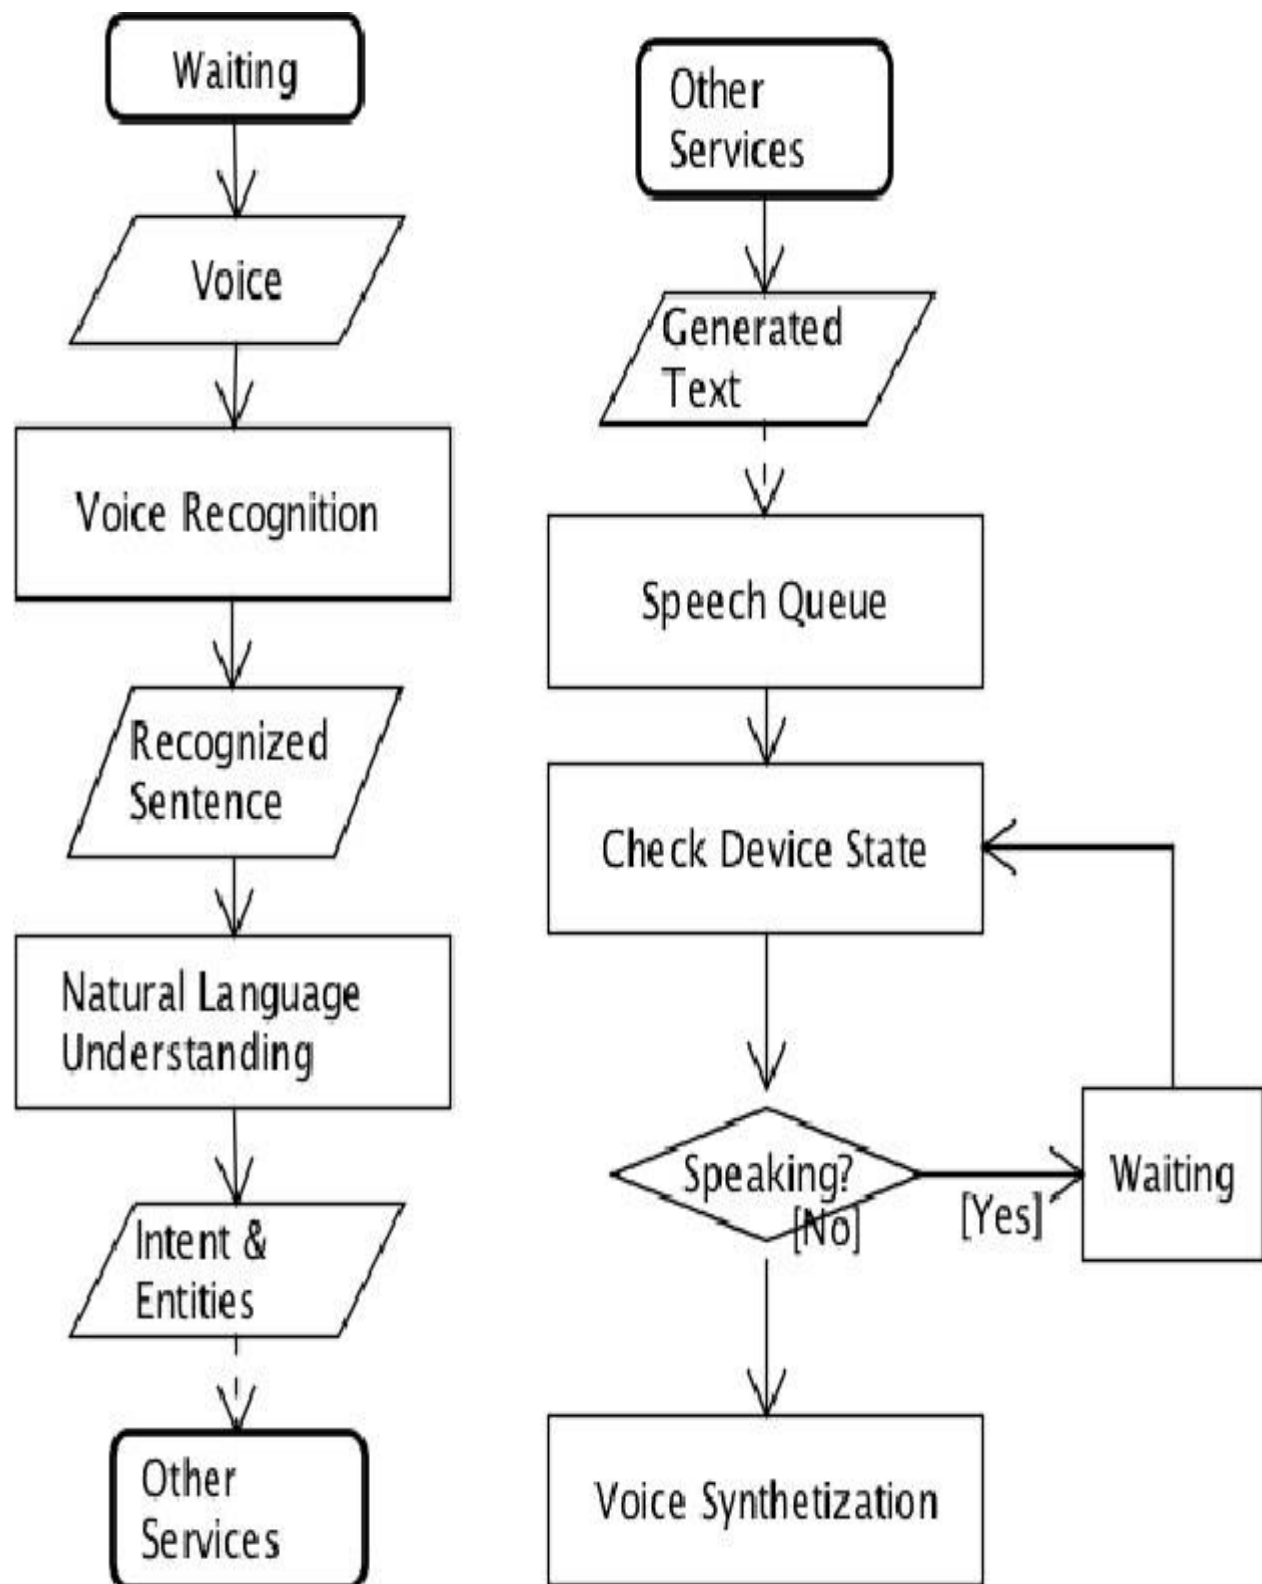 Waiting
Voice
Voice Recognition
Recognized
Sentence
Natural Language
Understanding
Intent &
Entities
Other
Services
Other
Services
Generated
Text
Speech Queue
Check Device State
Speaking?
[No]
[Yes]
Waiting
Voice Synthetization